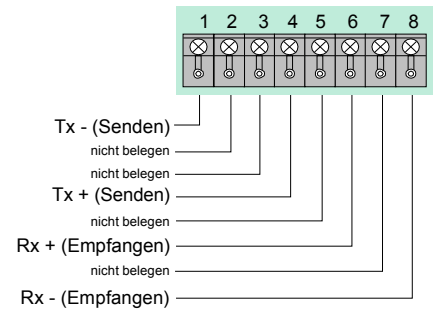 1 2 3 4 5 6 7 8
Tx - (Senden)
nicht belegen
nicht belegen
Tx + (Senden)
nicht belegen
Rx + (Empfangen)
nicht belegen
Rx - (Empfangen)